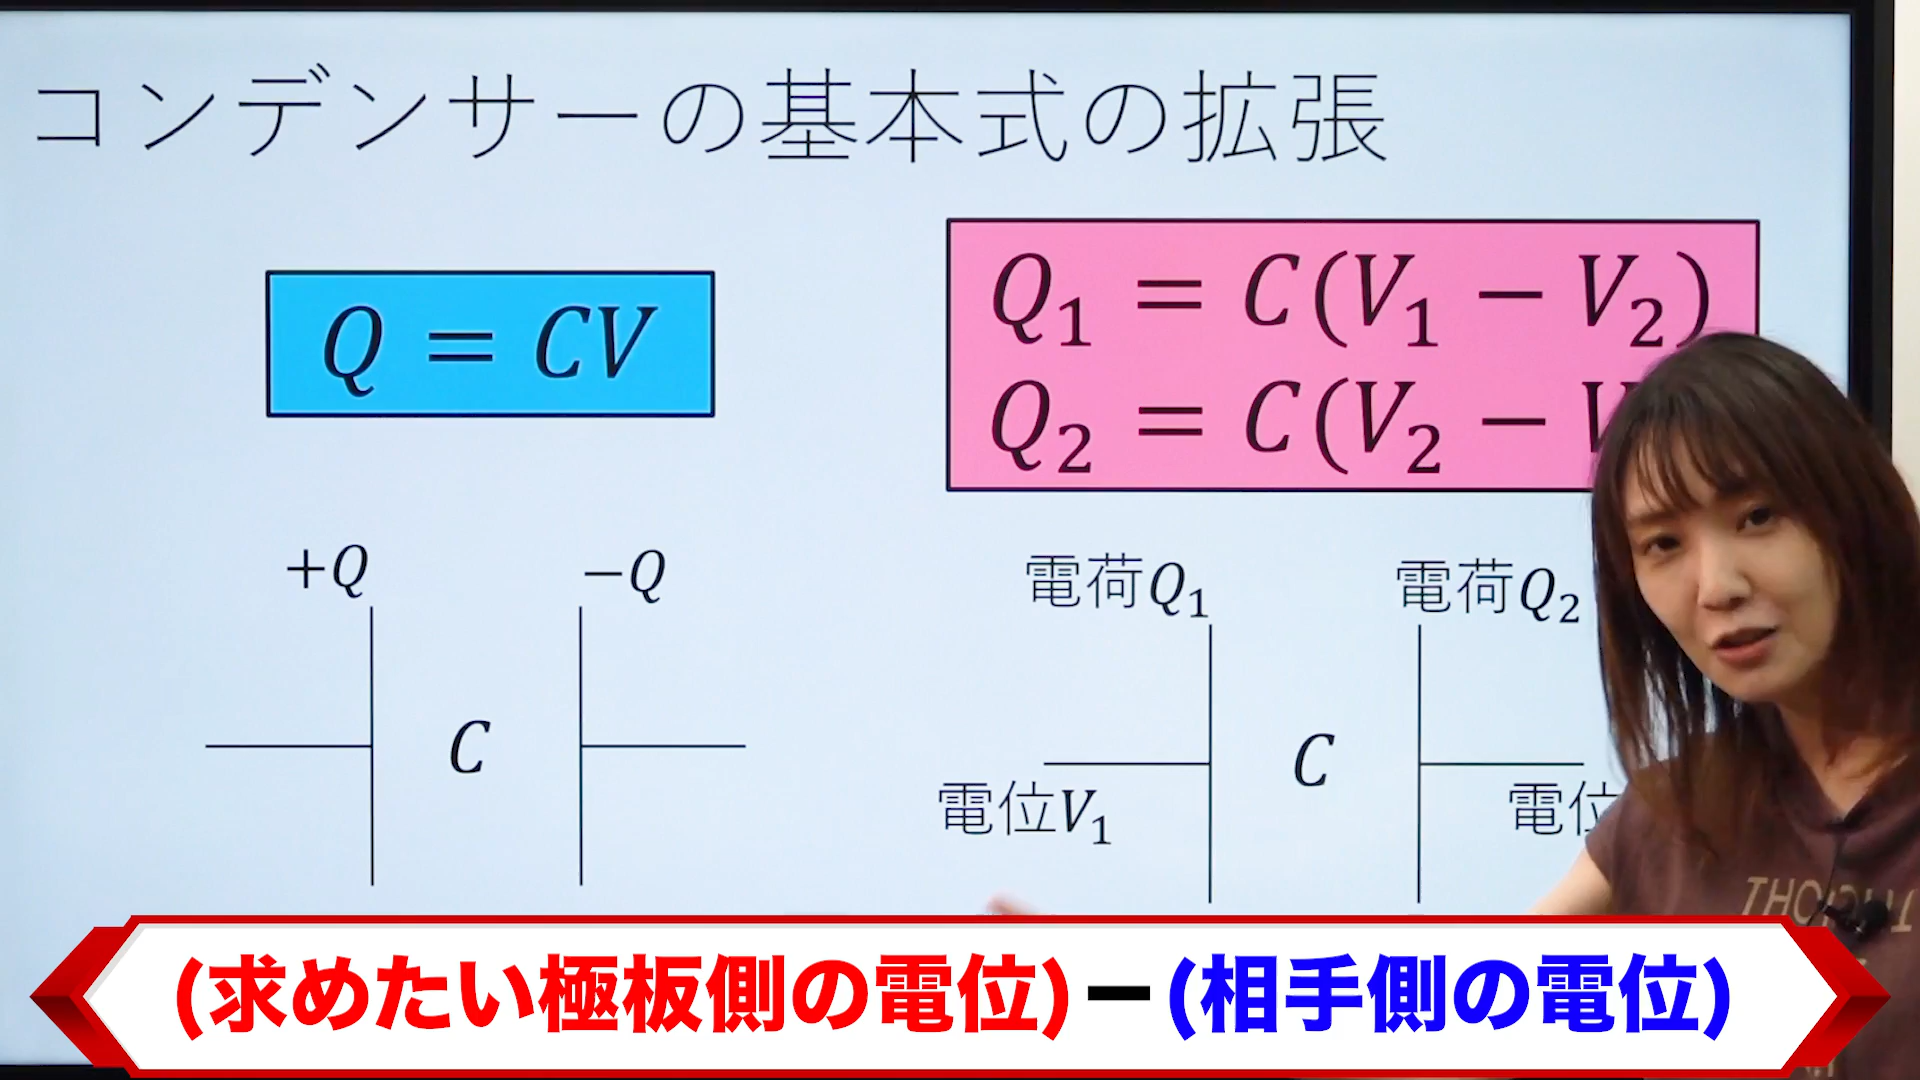 コンデンサーの基本式の拡張
Q = CV
Q₁ = C(V₁ − V₂)
Q₂ = C(V₂ −
+Q
−Q
C
電荷Q₁
電荷Q₂
C
電位V₁
電位
(求めたい極板側の電位)ー(相手側の電位)